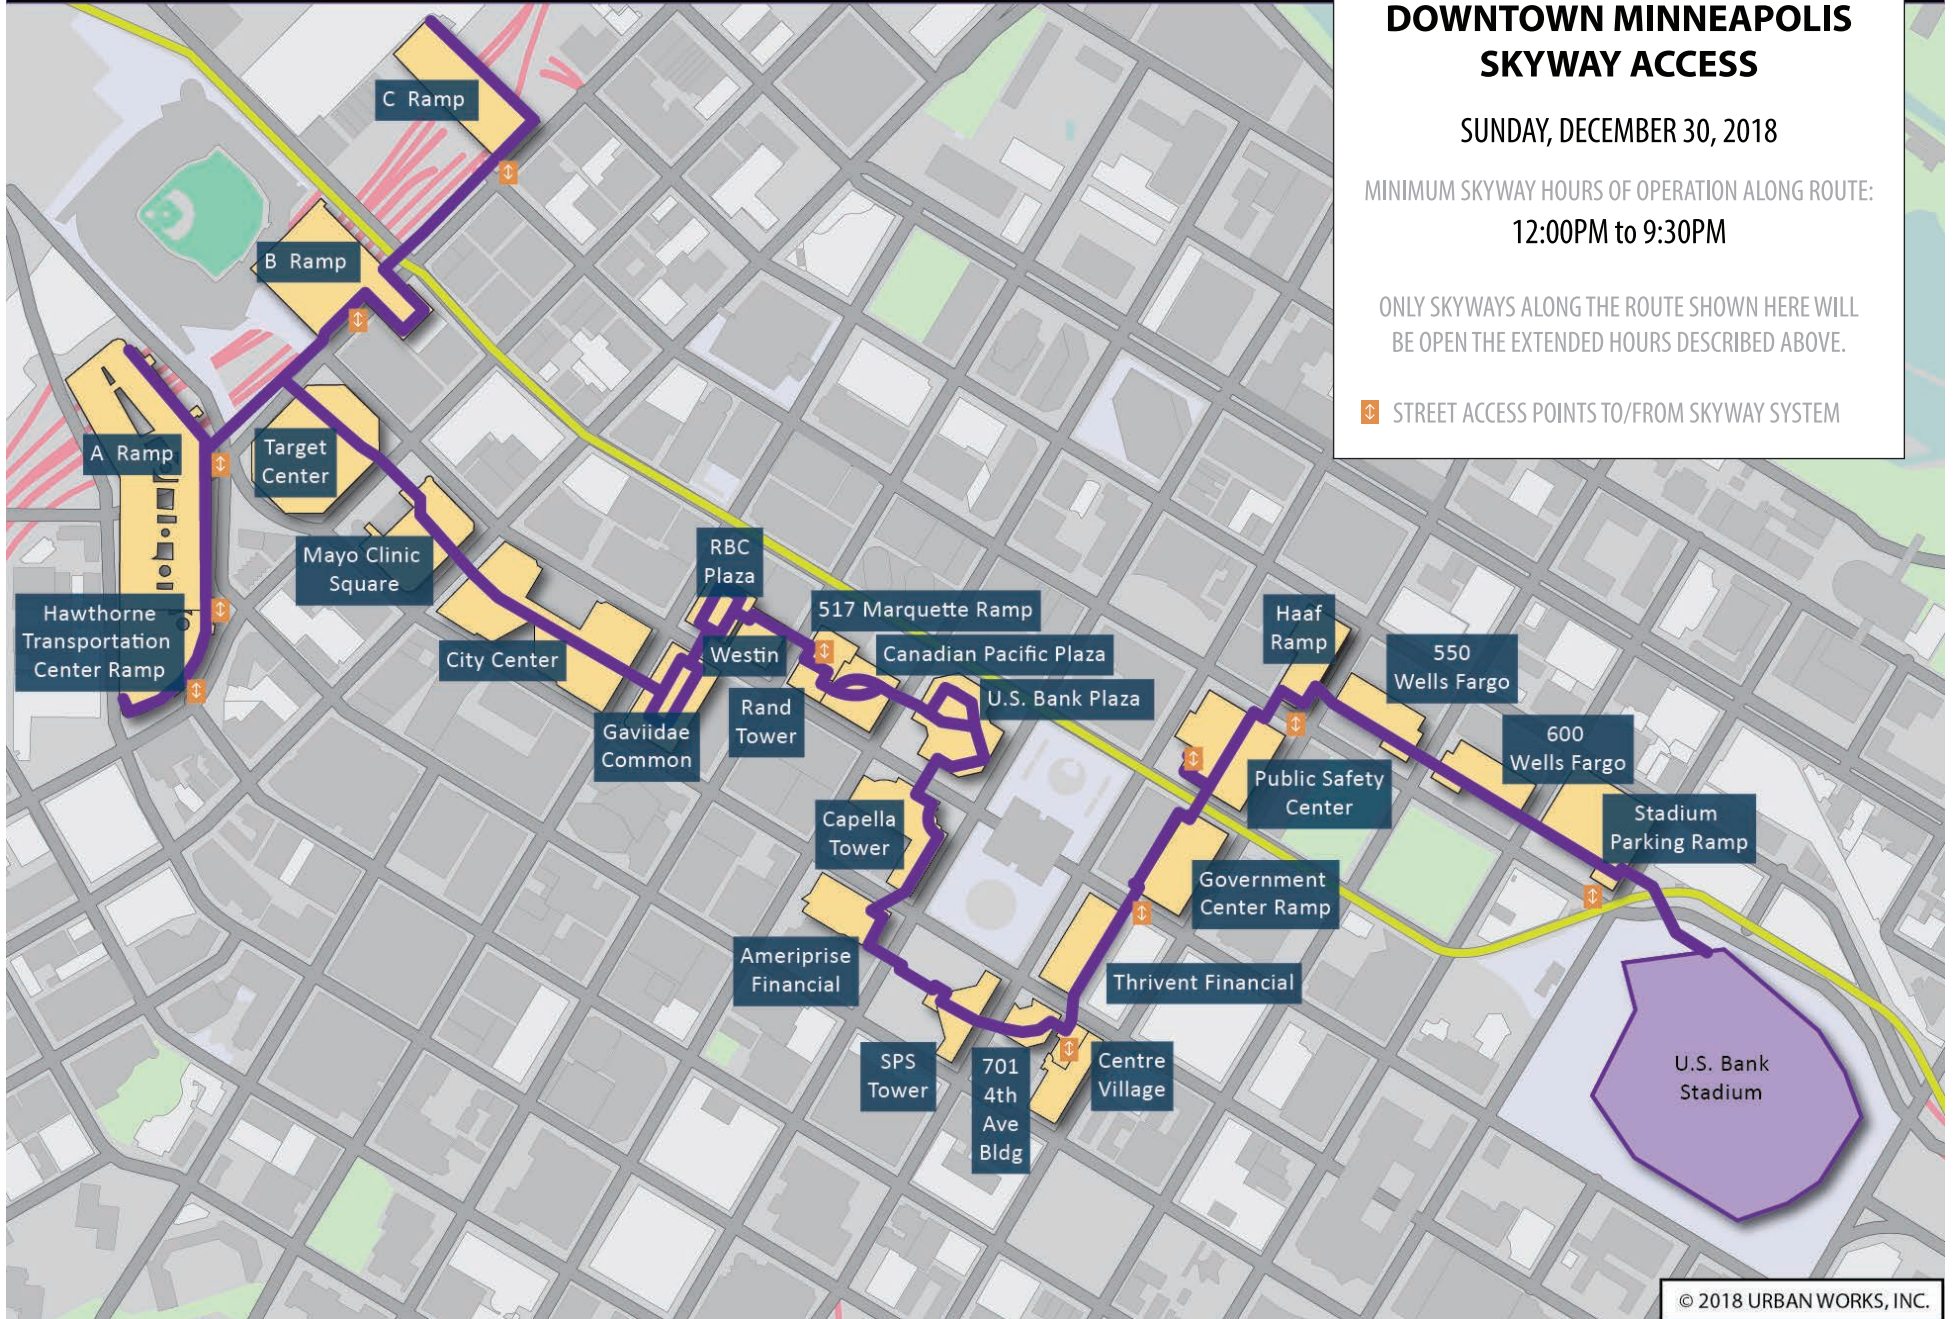 DOWNTOWN MINNEAPOLIS
SKYWAY ACCESS
SUNDAY, DECEMBER 30, 2018
MINIMUM SKYWAY HOURS OF OPERATION ALONG ROUTE:
12:00PM to 9:30PM
ONLY SKYWAYS ALONG THE ROUTE SHOWN HERE WILL
BE OPEN THE EXTENDED HOURS DESCRIBED ABOVE.
STREET ACCESS POINTS TO/FROM SKYWAY SYSTEM
C Ramp
B Ramp
A Ramp
Target
Center
Mayo Clinic
Square
Hawthorne
Transportation
Center Ramp
City Center
RBC
Plaza
Westin
Gaviidae
Common
517 Marquette Ramp
Canadian Pacific Plaza
U.S. Bank Plaza
Rand
Tower
Capella
Tower
Ameriprise
Financial
SPS
Tower
701
4th
Ave
Bldg
Centre
Village
Thrivent Financial
Government
Center Ramp
Public Safety
Center
Haaf
Ramp
550
Wells Fargo
600
Wells Fargo
Stadium
Parking Ramp
U.S. Bank
Stadium
© 2018 URBAN WORKS, INC.